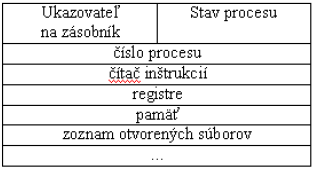 Ukazovateľ
na zásobník
Stav procesu
číslo procesu
čítač inštrukcií
registre
pamäť
zoznam otvorených súborov
...